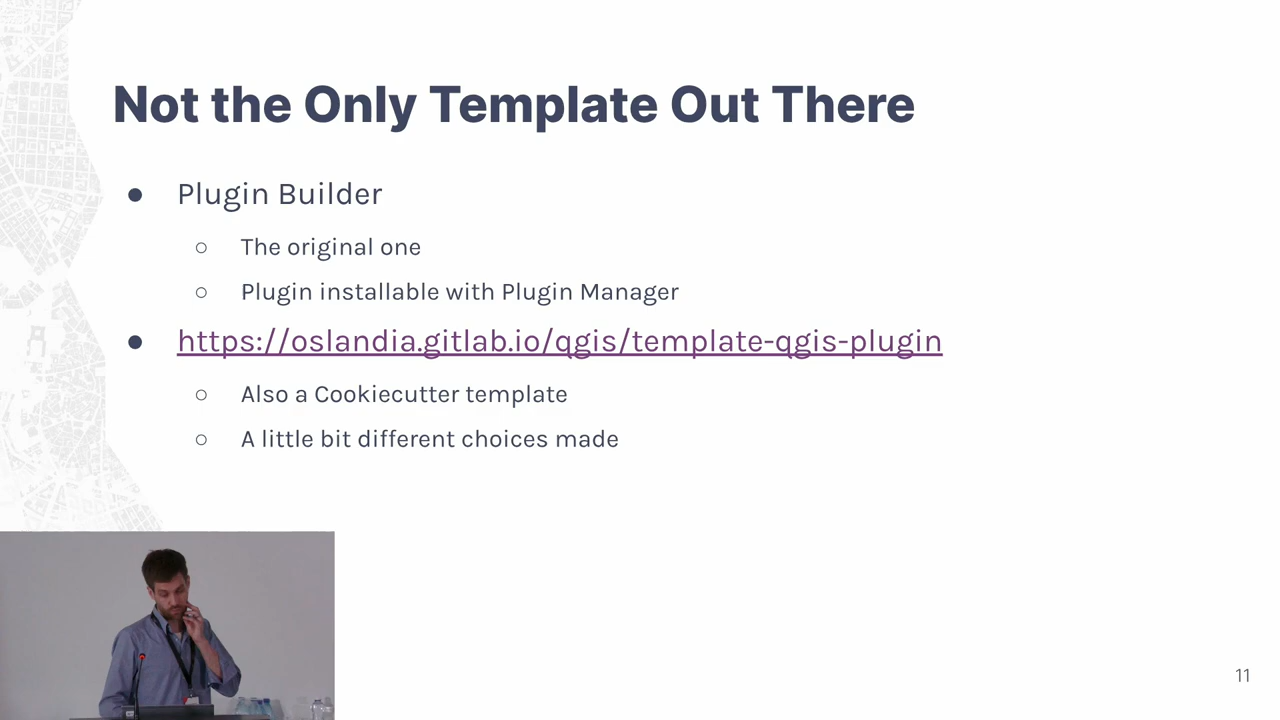 Not the Only Template Out There
● Plugin Builder
○ The original one
○ Plugin installable with Plugin Manager
● https://oslandia.gitlab.io/qgis/template-qgis-plugin
○ Also a Cookiecutter template
○ A little bit different choices made
11